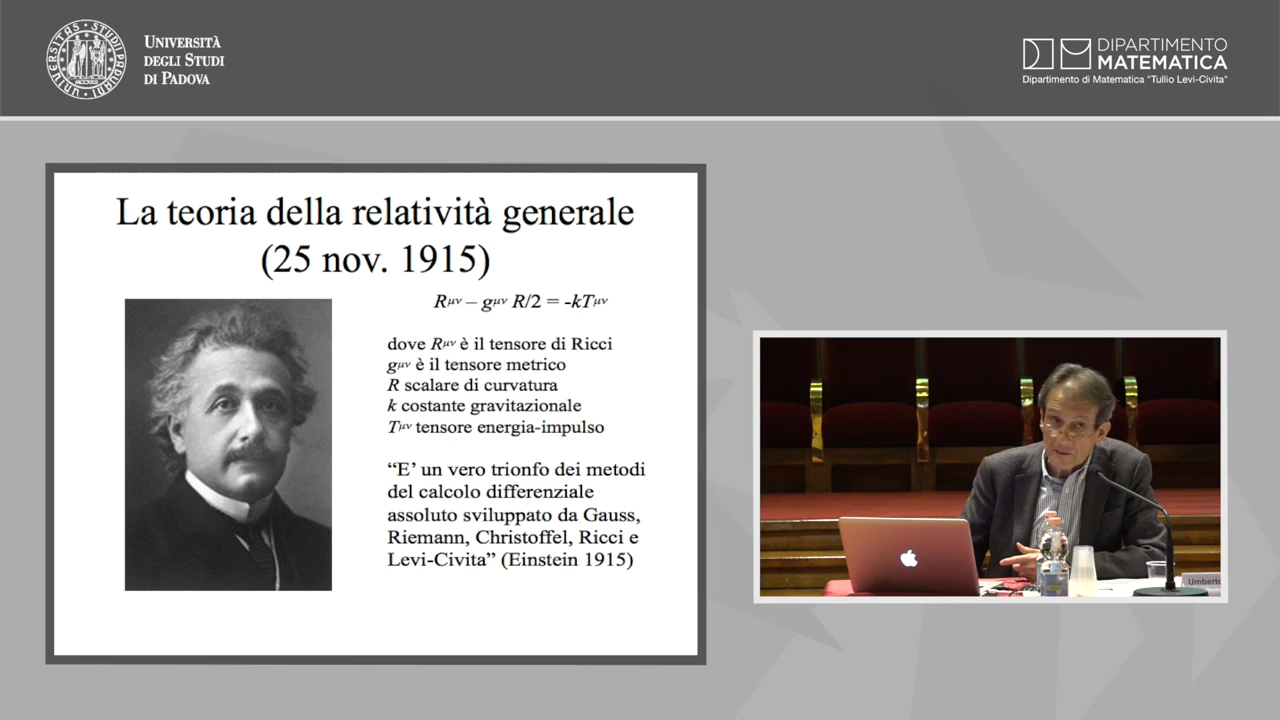 UNIVERSITÀ
DEGLI STUDI
DI PADOVA
DIPARTIMENTO
MATEMATICA
Dipartimento di Matematica "Tullio Levi-Civita"
La teoria della relatività generale
(25 nov. 1915)
Rµν – gµν R/2 = -kTµν
dove Rµν è il tensore di Ricci
gµν è il tensore metrico
R scalare di curvatura
k costante gravitazionale
Tµν tensore energia-impulso
“E’ un vero trionfo dei metodi
del calcolo differenziale
assoluto sviluppato da Gauss,
Riemann, Christoffel, Ricci e
Levi-Civita” (Einstein 1915)
Umberto